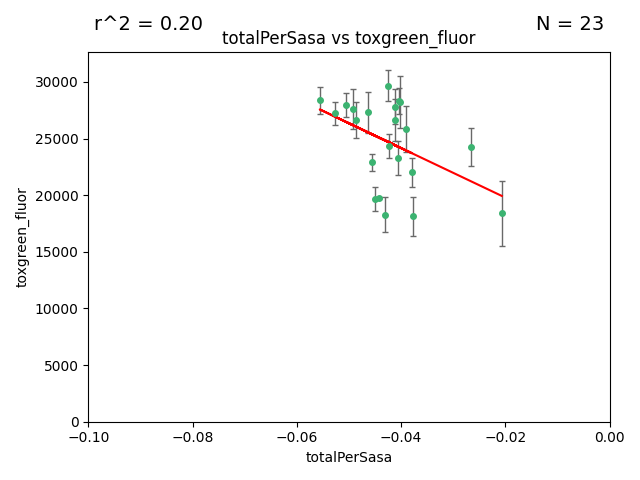 r^2 = 0.20
N = 23
totalPerSasa vs toxgreen_fluor
30000
25000
20000
15000
10000
5000
0
toxgreen_fluor
−0.10
−0.08
−0.06
−0.04
−0.02
0.00
totalPerSasa